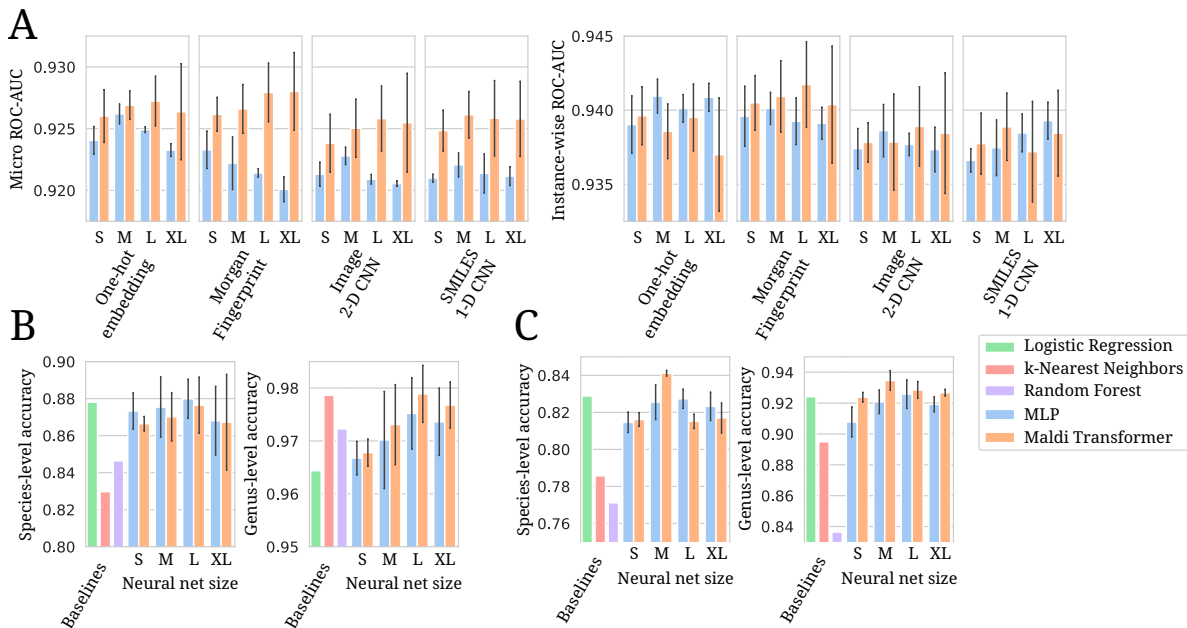 A
Micro ROC-AUC
0.930
0.925
0.920
S M L XL
S M L XL
S M L XL
S M L XL
One-hot
embedding
Morgan
Fingerprint
Image
2-D CNN
SMILES
1-D CNN
Instance-wise ROC-AUC
0.945
0.940
0.935
S M L XL
S M L XL
S M L XL
S M L XL
One-hot
embedding
Morgan
Fingerprint
Image
2-D CNN
SMILES
1-D CNN
B
Species-level accuracy
0.90
0.88
0.86
0.84
0.82
0.80
Baselines
S M L XL
Neural net size
Genus-level accuracy
0.98
0.97
0.96
0.95
Baselines
S M L XL
Neural net size
C
Species-level accuracy
0.84
0.82
0.80
0.78
0.76
Baselines
S M L XL
Neural net size
Genus-level accuracy
0.94
0.92
0.90
0.88
0.86
0.84
Baselines
S M L XL
Neural net size
Logistic Regression
k-Nearest Neighbors
Random Forest
MLP
Maldi Transformer